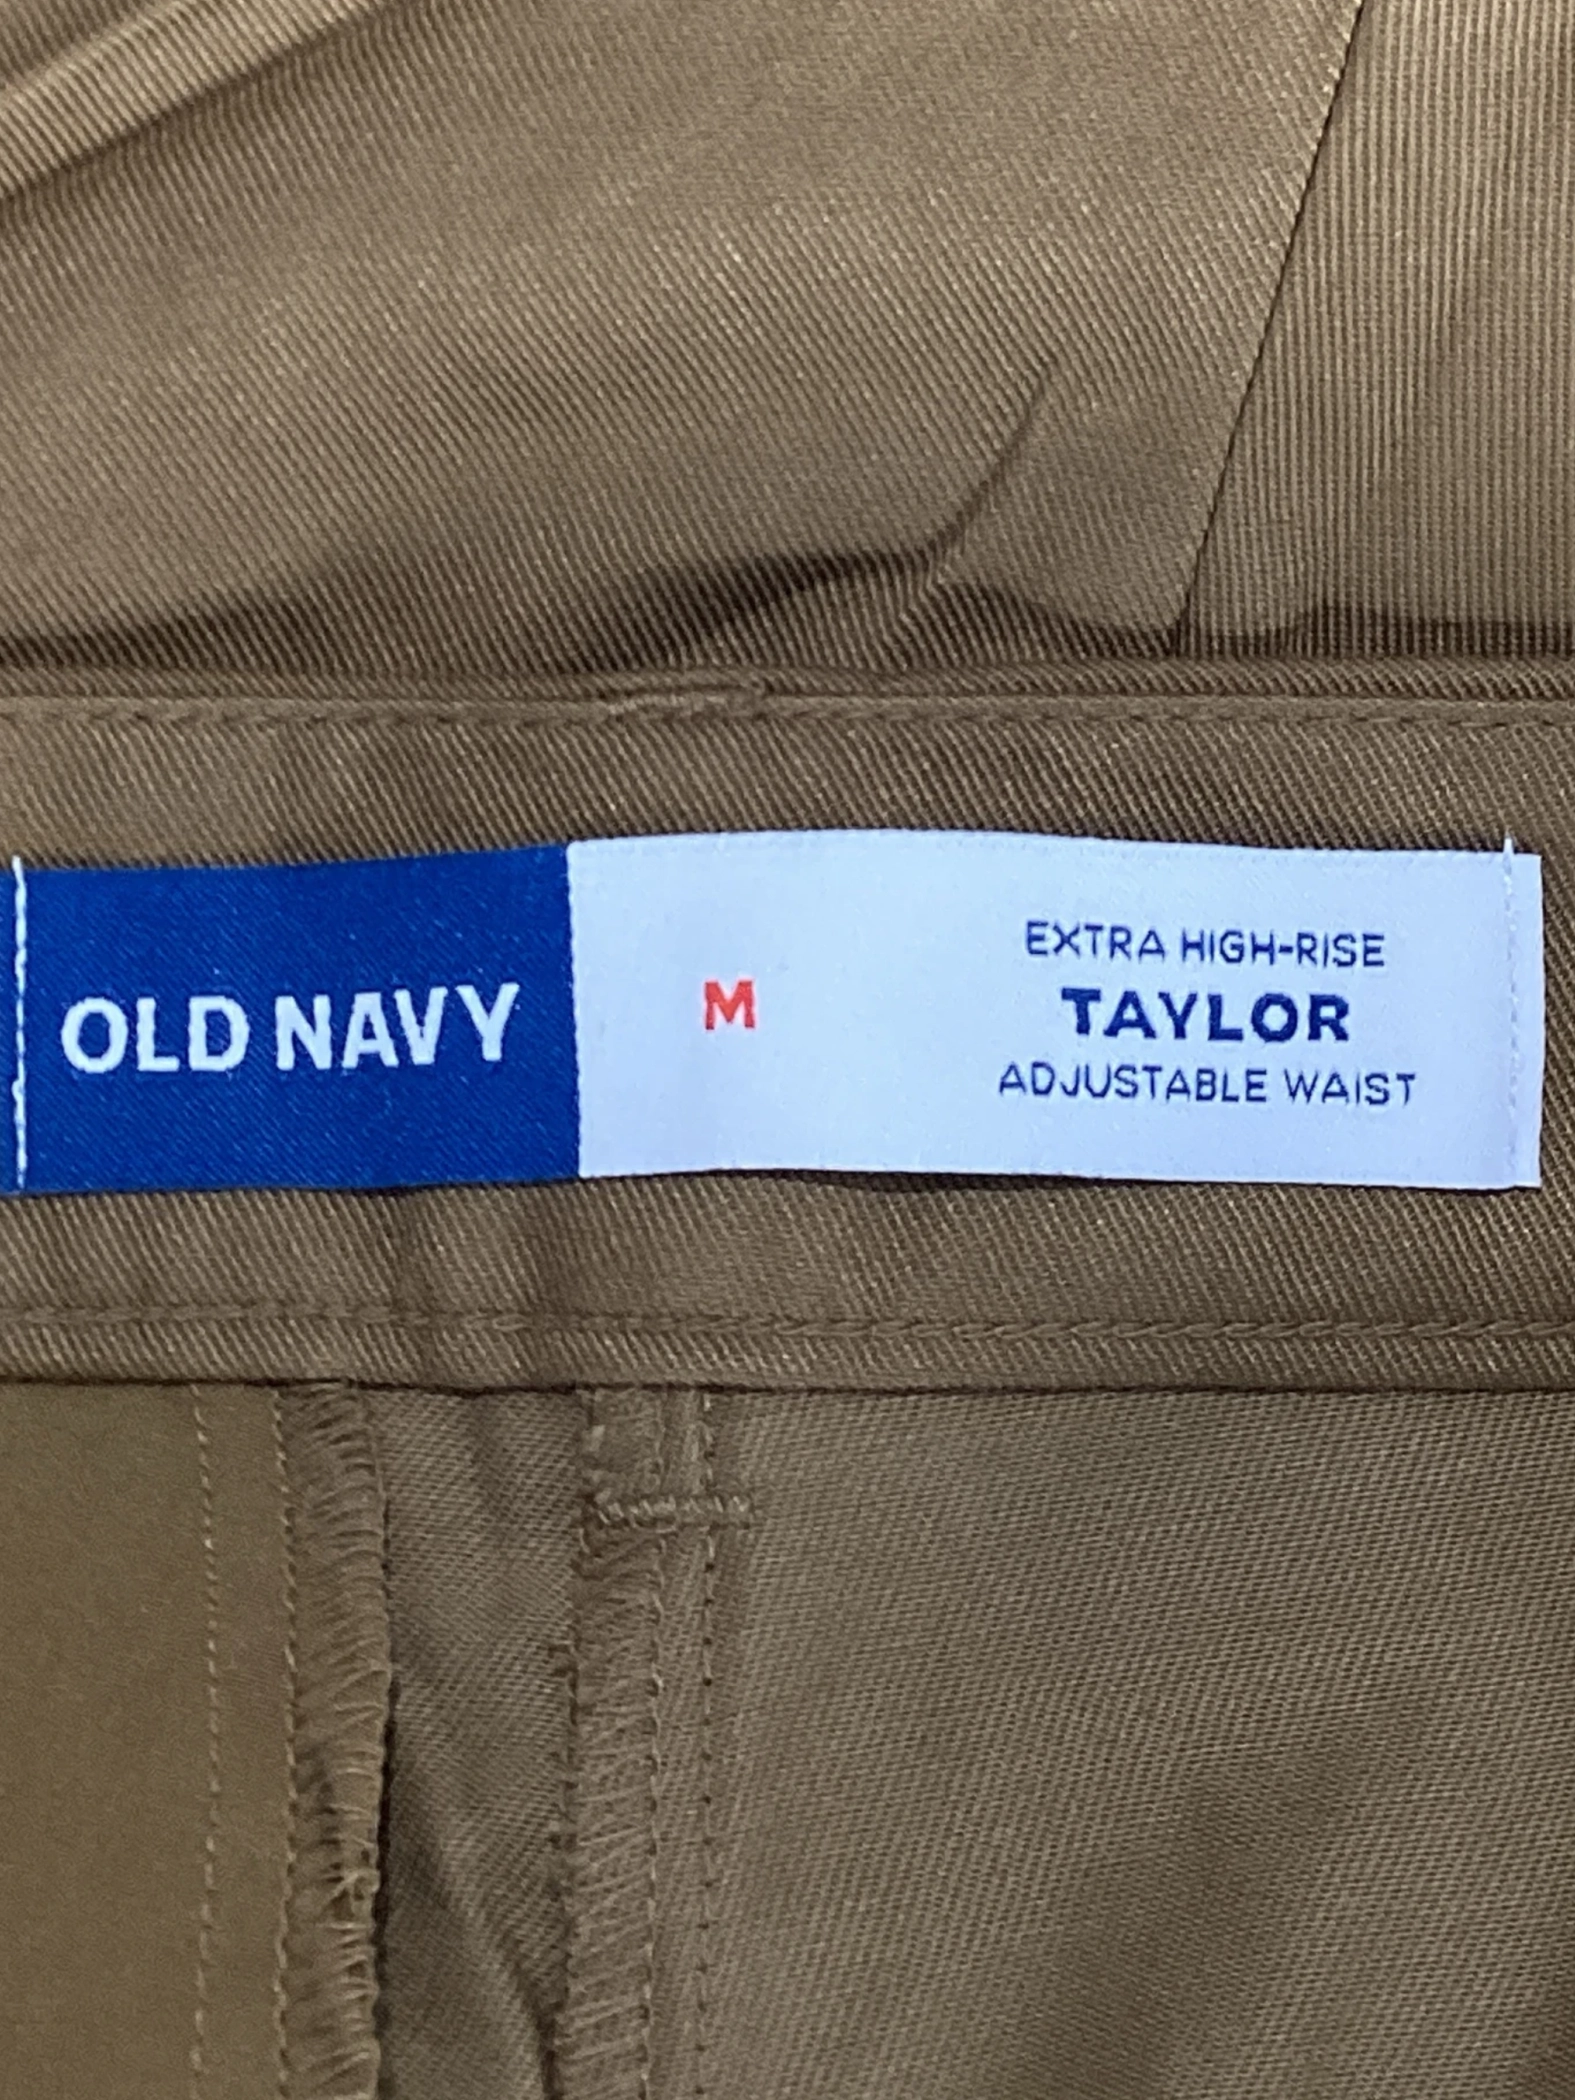 OLD NAVY
M
EXTRA HIGH-RISE
TAYLOR
ADJUSTABLE WAIST